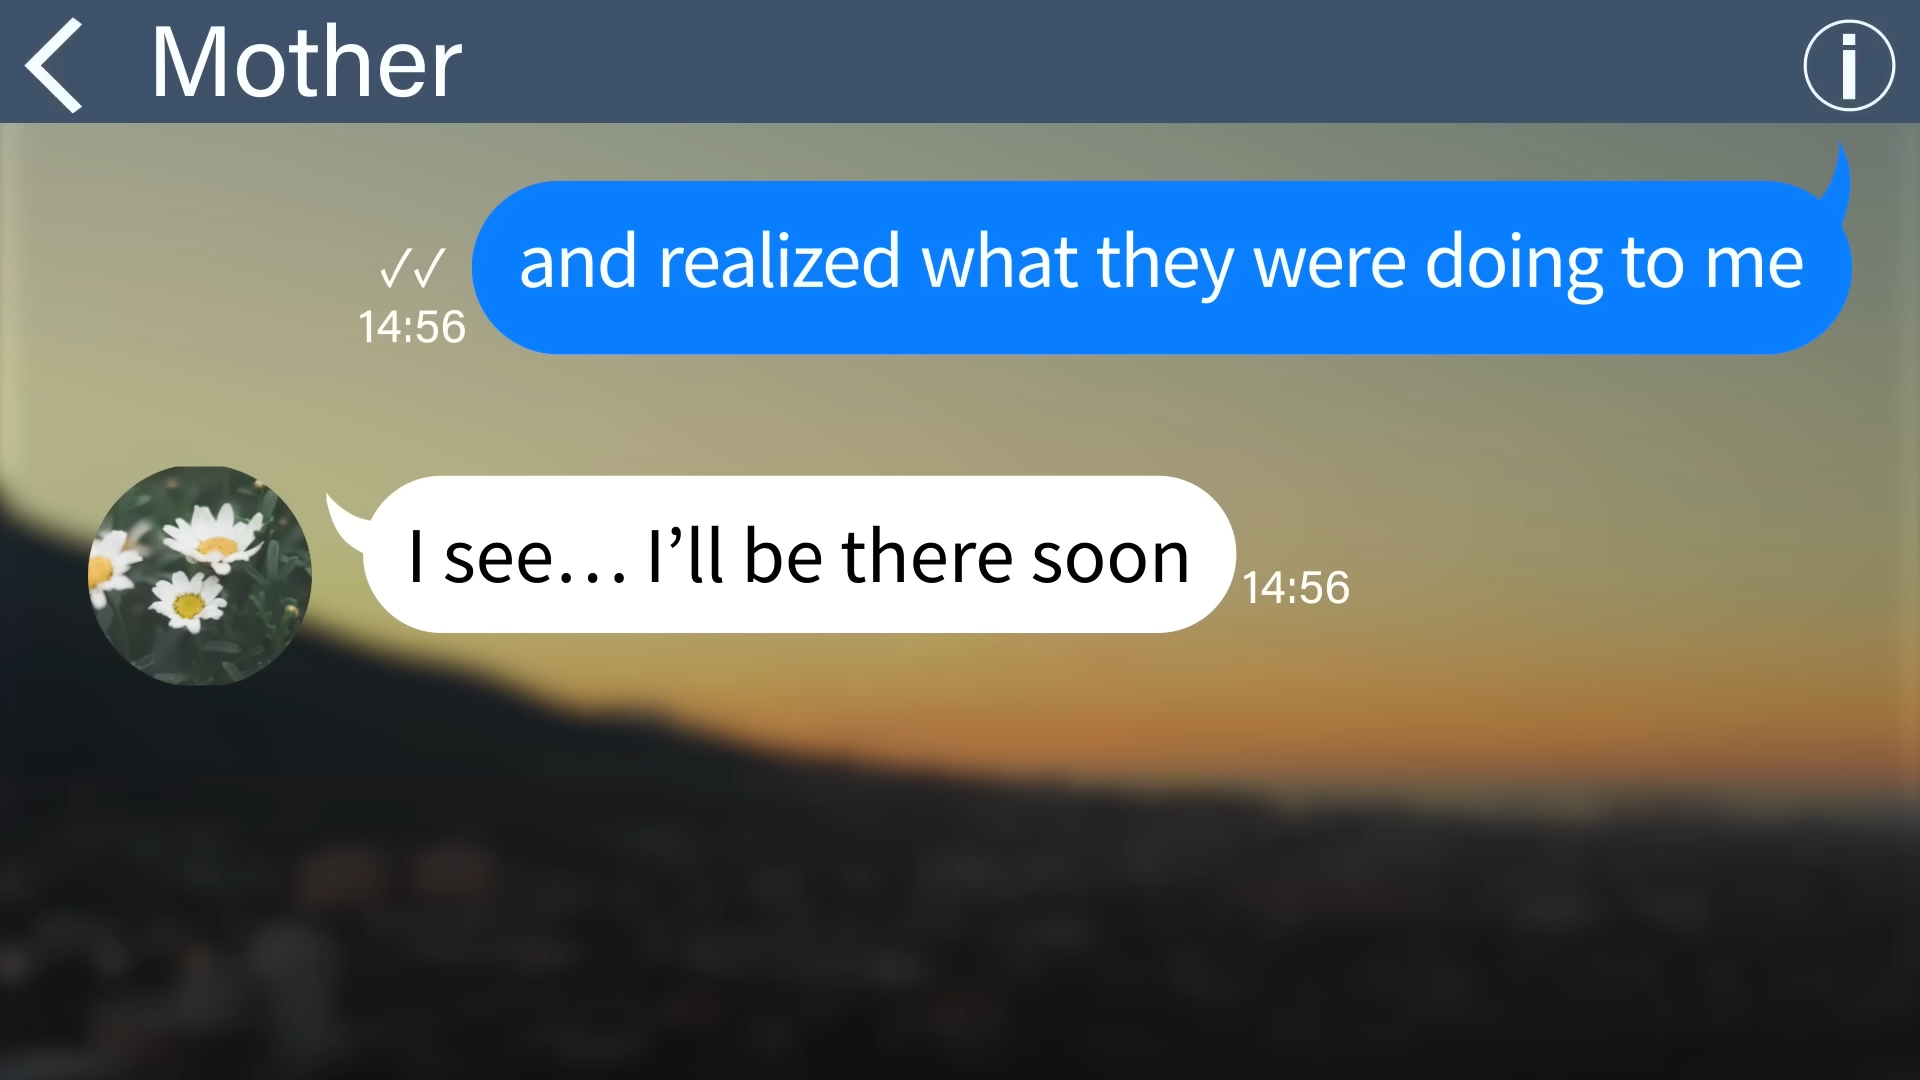 Mother
and realized what they were doing to me
✓✓
14:56
I see… I’ll be there soon
14:56